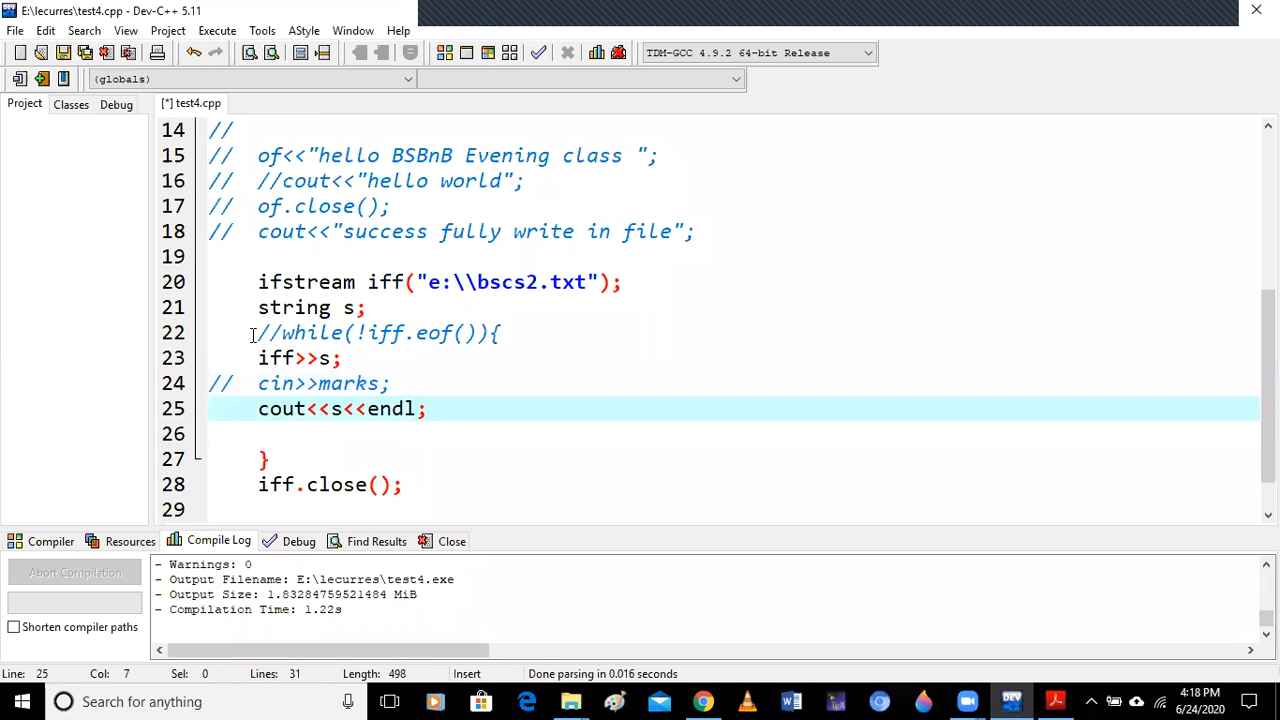 E:\lecurres\test4.cpp - Dev-C++ 5.11
File Edit Search View Project Execute Tools AStyle Window Help
TDM-GCC 4.9.2 64-bit Release
(globals)
Project Classes Debug [*] test4.cpp
14 //
15 // of<<"hello BSBnB Evening class ";
16 // //cout<<"hello world";
17 // of.close();
18 // cout<<"success fully write in file";
19
20 ifstream iff("e:\\bscs2.txt");
21 string s;
22 //while(!iff.eof()){
23 iff>>s;
24 // cin>>marks;
25 cout<<s<<endl;
26
27 }
28 iff.close();
29
Compiler Resources Compile Log Debug Find Results Close
Abort Compilation
Shorten compiler paths
- Warnings: 0
- Output Filename: E:\lecurres\test4.exe
- Output Size: 1.83284759521484 MiB
- Compilation Time: 1.22s
Line: 25 Col: 7 Sel: 0 Lines: 31 Length: 498 Insert Done parsing in 0.016 seconds
Search for anything
4:18 PM
6/24/2020